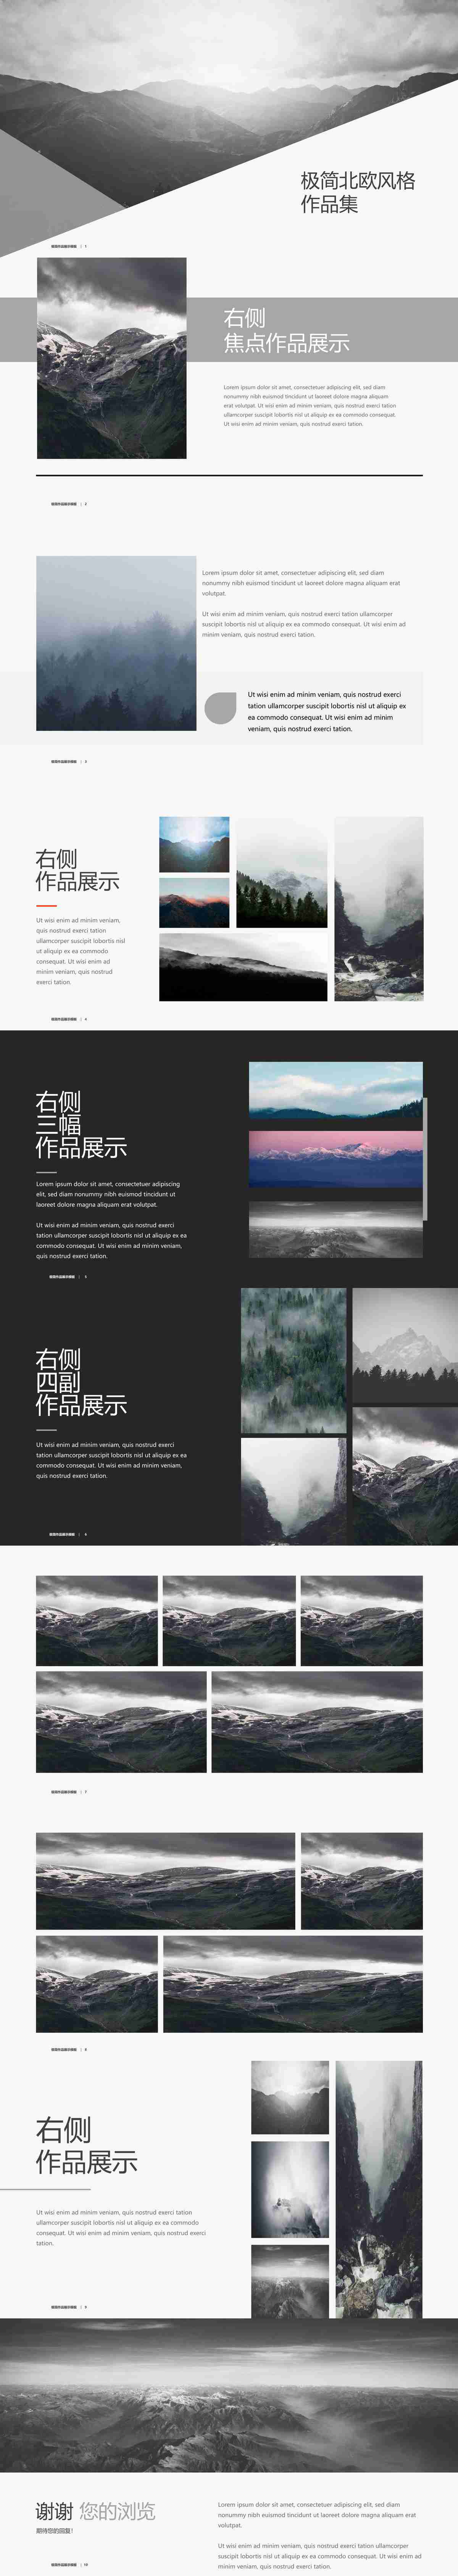 极简北欧风格
作品集
极简作品展示模板 | 1
右侧
焦点作品展示
Lorem ipsum dolor sit amet, consectetuer adipiscing elit, sed diam
nonummy nibh euismod tincidunt ut laoreet dolore magna aliquam
erat volutpat. Ut wisi enim ad minim veniam, quis nostrud exerci tation
ullamcorper suscipit lobortis nisl ut aliquip ex ea commodo consequat.
Ut wisi enim ad minim veniam, quis nostrud exerci tation.
极简作品展示模板 | 2
Lorem ipsum dolor sit amet, consectetuer adipiscing elit, sed diam
nonummy nibh euismod tincidunt ut laoreet dolore magna aliquam erat
volutpat.
Ut wisi enim ad minim veniam, quis nostrud exerci tation ullamcorper
suscipit lobortis nisl ut aliquip ex ea commodo consequat. Ut wisi enim ad
minim veniam, quis nostrud exerci tation.
Ut wisi enim ad minim veniam, quis nostrud exerci
tation ullamcorper suscipit lobortis nisl ut aliquip ex
ea commodo consequat. Ut wisi enim ad minim
veniam, quis nostrud exerci tation.
极简作品展示模板 | 3
右侧
作品展示
Ut wisi enim ad minim veniam,
quis nostrud exerci tation
ullamcorper suscipit lobortis nisl
ut aliquip ex ea commodo
consequat. Ut wisi enim ad
minim veniam, quis nostrud
exerci tation.
极简作品展示模板 | 4
右侧
三幅
作品展示
Lorem ipsum dolor sit amet, consectetuer adipiscing
elit, sed diam nonummy nibh euismod tincidunt ut
laoreet dolore magna aliquam erat volutpat.
Ut wisi enim ad minim veniam, quis nostrud exerci
tation ullamcorper suscipit lobortis nisl ut aliquip ex ea
commodo consequat. Ut wisi enim ad minim veniam,
quis nostrud exerci tation.
极简作品展示模板 | 5
右侧
四副
作品展示
Ut wisi enim ad minim veniam, quis nostrud exerci
tation ullamcorper suscipit lobortis nisl ut aliquip ex ea
commodo consequat. Ut wisi enim ad minim veniam,
quis nostrud exerci tation.
极简作品展示模板 | 6
极简作品展示模板 | 7
极简作品展示模板 | 8
右侧
作品展示
Ut wisi enim ad minim veniam, quis nostrud exerci tation
ullamcorper suscipit lobortis nisl ut aliquip ex ea commodo
consequat. Ut wisi enim ad minim veniam, quis nostrud exerci
tation.
极简作品展示模板 | 9
谢谢 您的浏览
期待您的回复！
Lorem ipsum dolor sit amet, consectetuer adipiscing elit, sed diam
nonummy nibh euismod tincidunt ut laoreet dolore magna aliquam erat
volutpat.
Ut wisi enim ad minim veniam, quis nostrud exerci tation ullamcorper
suscipit lobortis nisl ut aliquip ex ea commodo consequat. Ut wisi enim ad
minim veniam, quis nostrud exerci tation.
极简作品展示模板 | 10